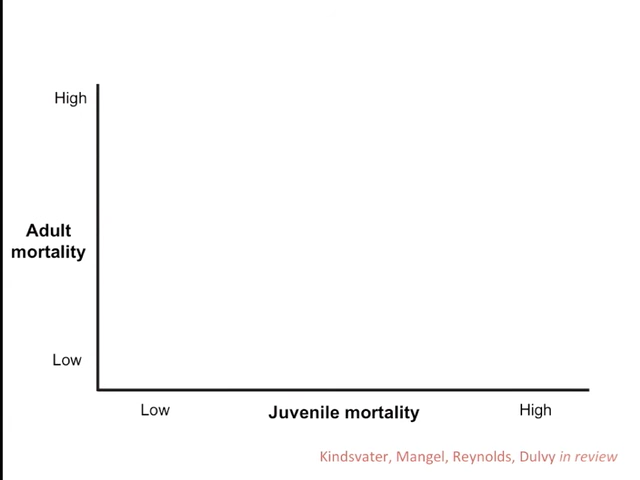 High
Adult
mortality
Low
Low Juvenile mortality High
Kindsvater, Mangel, Reynolds, Dulvy in review